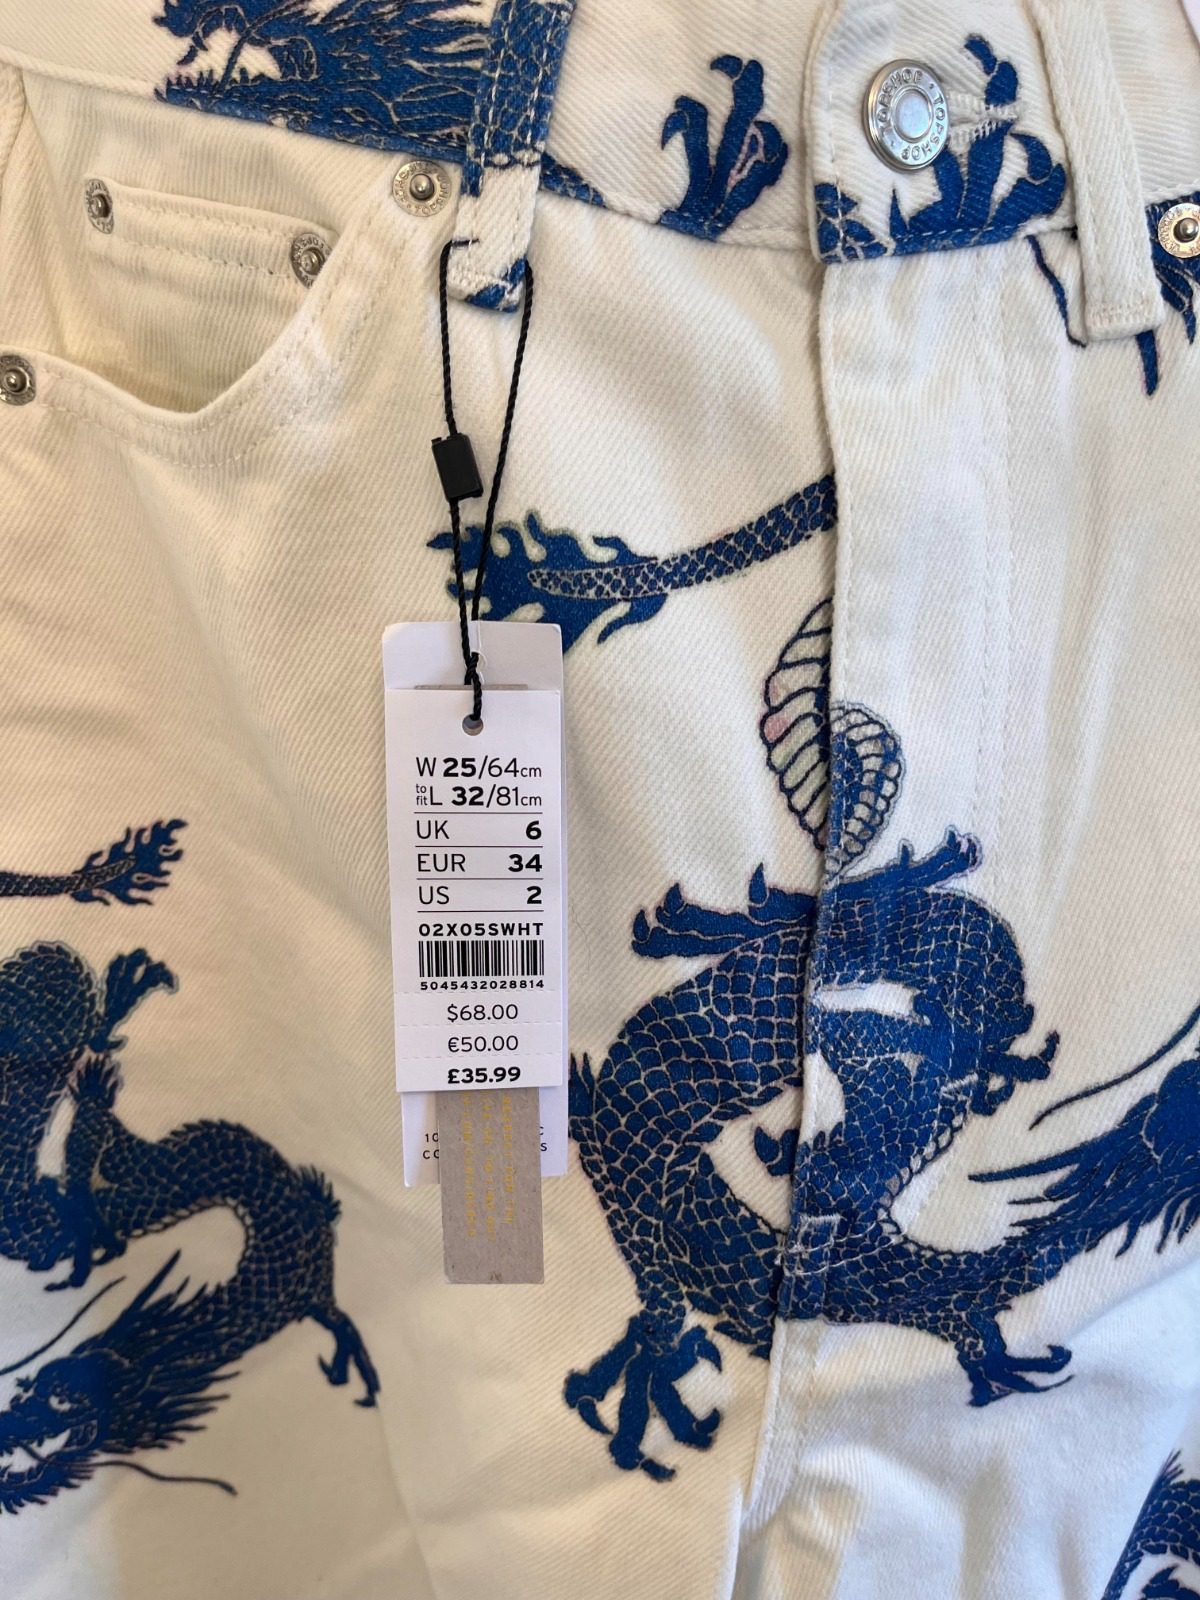 TOPSHOP • TOPSHOP •
W 25/64cm
to fit L 32/81cm
UK 6
EUR 34
US 2
02X05SWHT
5045432028814
$68.00
€50.00
£35.99